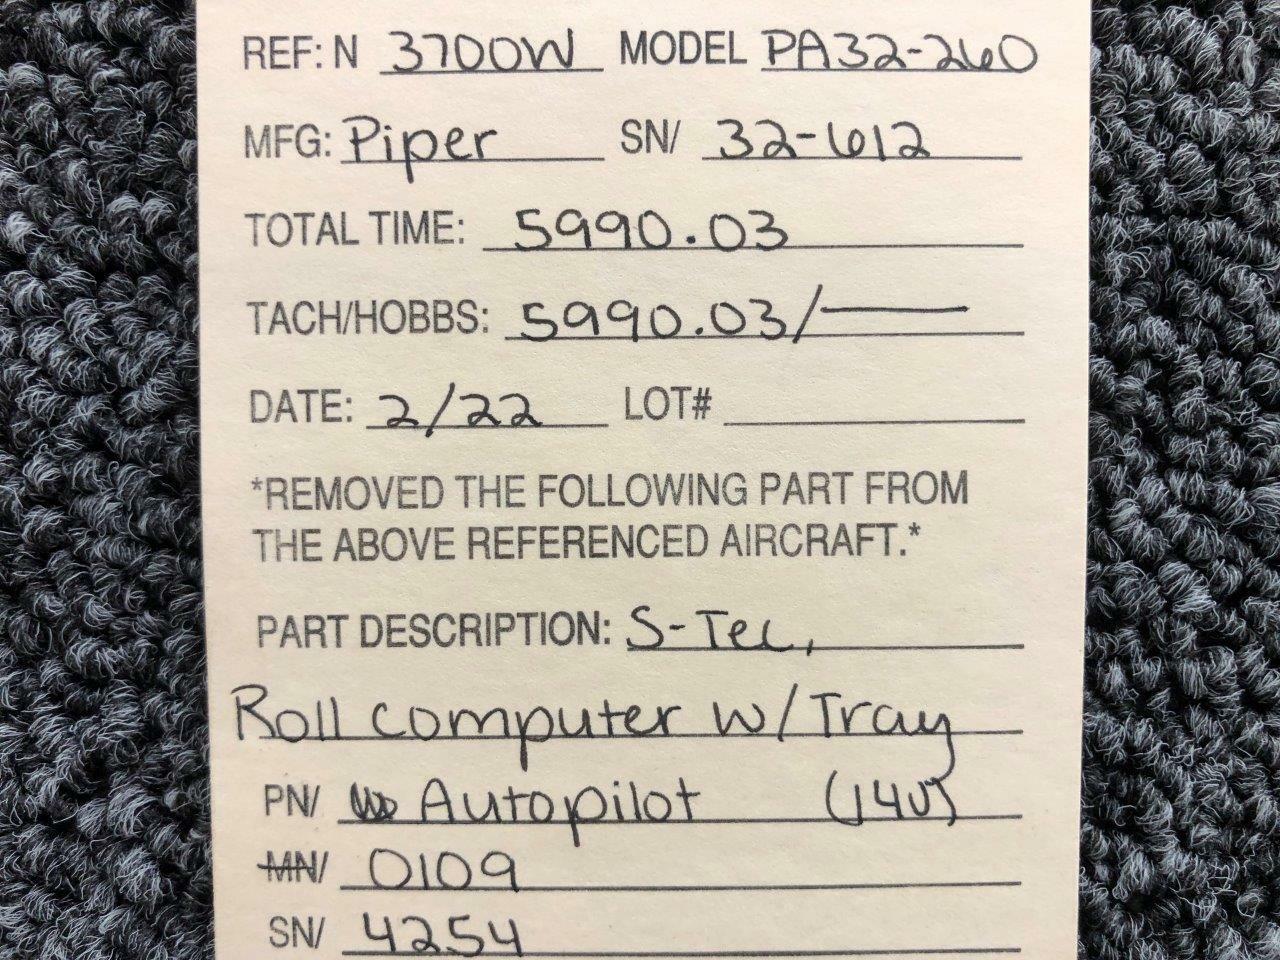 REF: N 3700W MODEL PA32-260
MFG: Piper SN/ 32-612
TOTAL TIME: 5990.03
TACH/HOBBS: 5990.03/—
DATE: 2/22 LOT#
*REMOVED THE FOLLOWING PART FROM
THE ABOVE REFERENCED AIRCRAFT.*
PART DESCRIPTION: S-Tec,
Roll computer w/Tray
PN/ Autopilot (14V)
MN/ 0109
SN/ 4254